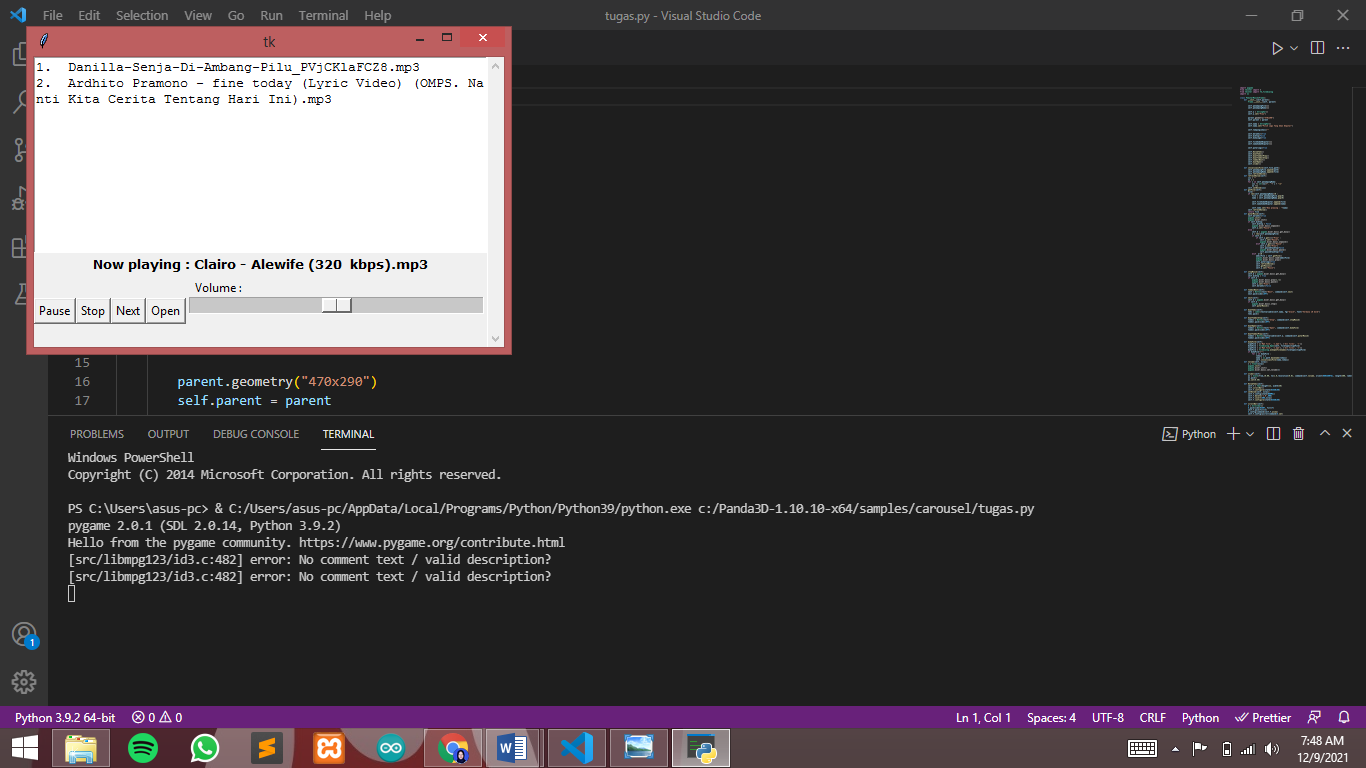 File Edit Selection View Go Run Terminal Help
tugas.py - Visual Studio Code
tk
1. Danilla-Senja-Di-Ambang-Pilu_PVjCKlaFCZ8.mp3
2. Ardhito Pramono - fine today (Lyric Video) (OMPS. Na
nti Kita Cerita Tentang Hari Ini).mp3
Now playing : Clairo - Alewife (320 kbps).mp3
Volume :
Pause Stop Next Open
15
16 parent.geometry("470x290")
17 self.parent = parent
PROBLEMS OUTPUT DEBUG CONSOLE TERMINAL
Python
Windows PowerShell
Copyright (C) 2014 Microsoft Corporation. All rights reserved.
PS C:\Users\asus-pc> & C:/Users/asus-pc/AppData/Local/Programs/Python/Python39/python.exe c:/Panda3D-1.10.10-x64/samples/carousel/tugas.py
pygame 2.0.1 (SDL 2.0.14, Python 3.9.2)
Hello from the pygame community. https://www.pygame.org/contribute.html
[src/libmpg123/id3.c:482] error: No comment text / valid description?
[src/libmpg123/id3.c:482] error: No comment text / valid description?
1
Python 3.9.2 64-bit 0 0
Ln 1, Col 1 Spaces: 4 UTF-8 CRLF Python Prettier
7:48 AM
12/9/2021